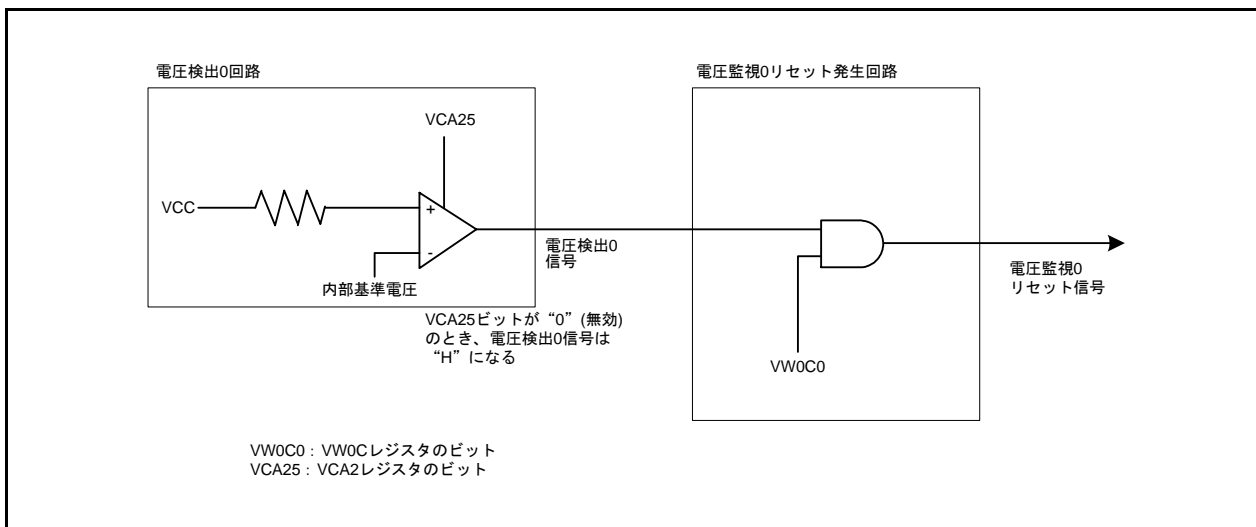 電圧検出0回路
電圧監視0リセット発生回路
VCA25
VCC
+
-
内部基準電圧
電圧検出0
信号
VCA25ビットが“0”(無効)
のとき、電圧検出0信号は
“H”になる
VW0C0
電圧監視0
リセット信号
VW0C0：VW0Cレジスタのビット
VCA25：VCA2レジスタのビット